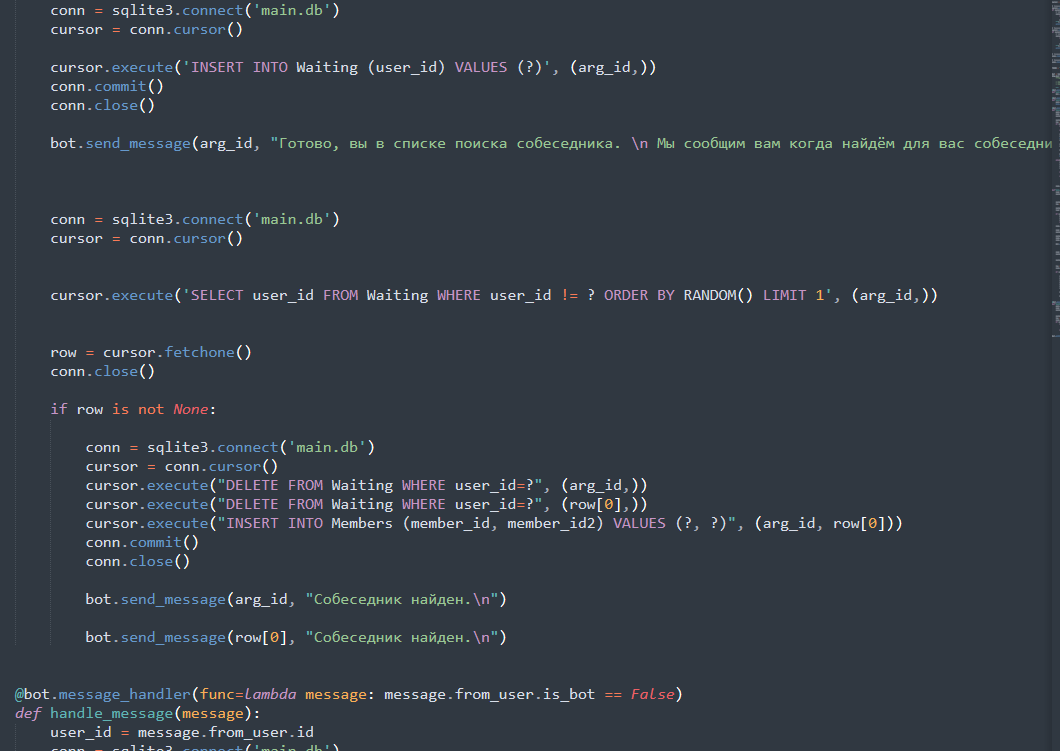 conn = sqlite3.connect('main.db')
cursor = conn.cursor()
cursor.execute('INSERT INTO Waiting (user_id) VALUES (?)', (arg_id,))
conn.commit()
conn.close()
bot.send_message(arg_id, "Готово, вы в списке поиска собеседника. \n Мы сообщим вам когда найдём для вас собеседни
conn = sqlite3.connect('main.db')
cursor = conn.cursor()
cursor.execute('SELECT user_id FROM Waiting WHERE user_id != ? ORDER BY RANDOM() LIMIT 1', (arg_id,))
row = cursor.fetchone()
conn.close()
if row is not None:
conn = sqlite3.connect('main.db')
cursor = conn.cursor()
cursor.execute("DELETE FROM Waiting WHERE user_id=?", (arg_id,))
cursor.execute("DELETE FROM Waiting WHERE user_id=?", (row[0],))
cursor.execute("INSERT INTO Members (member_id, member_id2) VALUES (?, ?)", (arg_id, row[0]))
conn.commit()
conn.close()
bot.send_message(arg_id, "Собеседник найден.\n")
bot.send_message(row[0], "Собеседник найден.\n")
@bot.message_handler(func=lambda message: message.from_user.is_bot == False)
def handle_message(message):
user_id = message.from_user.id
conn = sqlite3.connect('main.db')